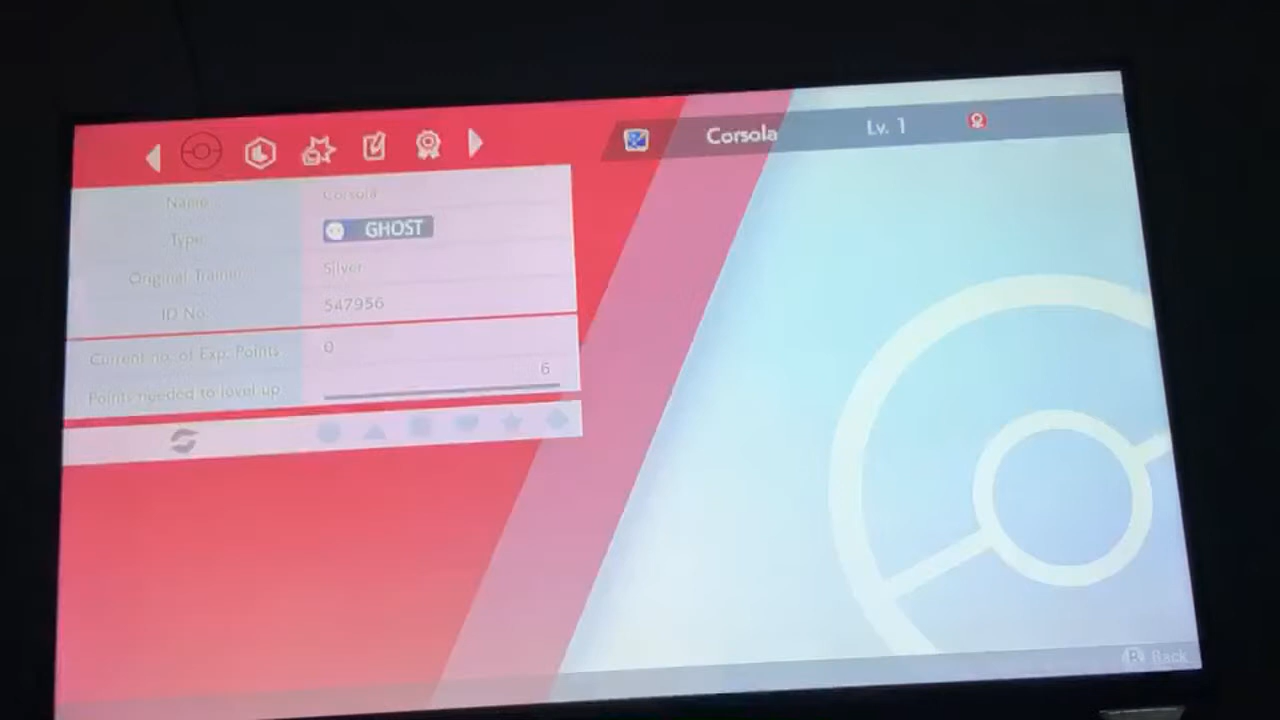 Corsola Lv. 1
Name Corsola
Type GHOST
Original Trainer Silver
ID No. 547956
Current no. of Exp. Points 0
Points needed to level up 6
B Back